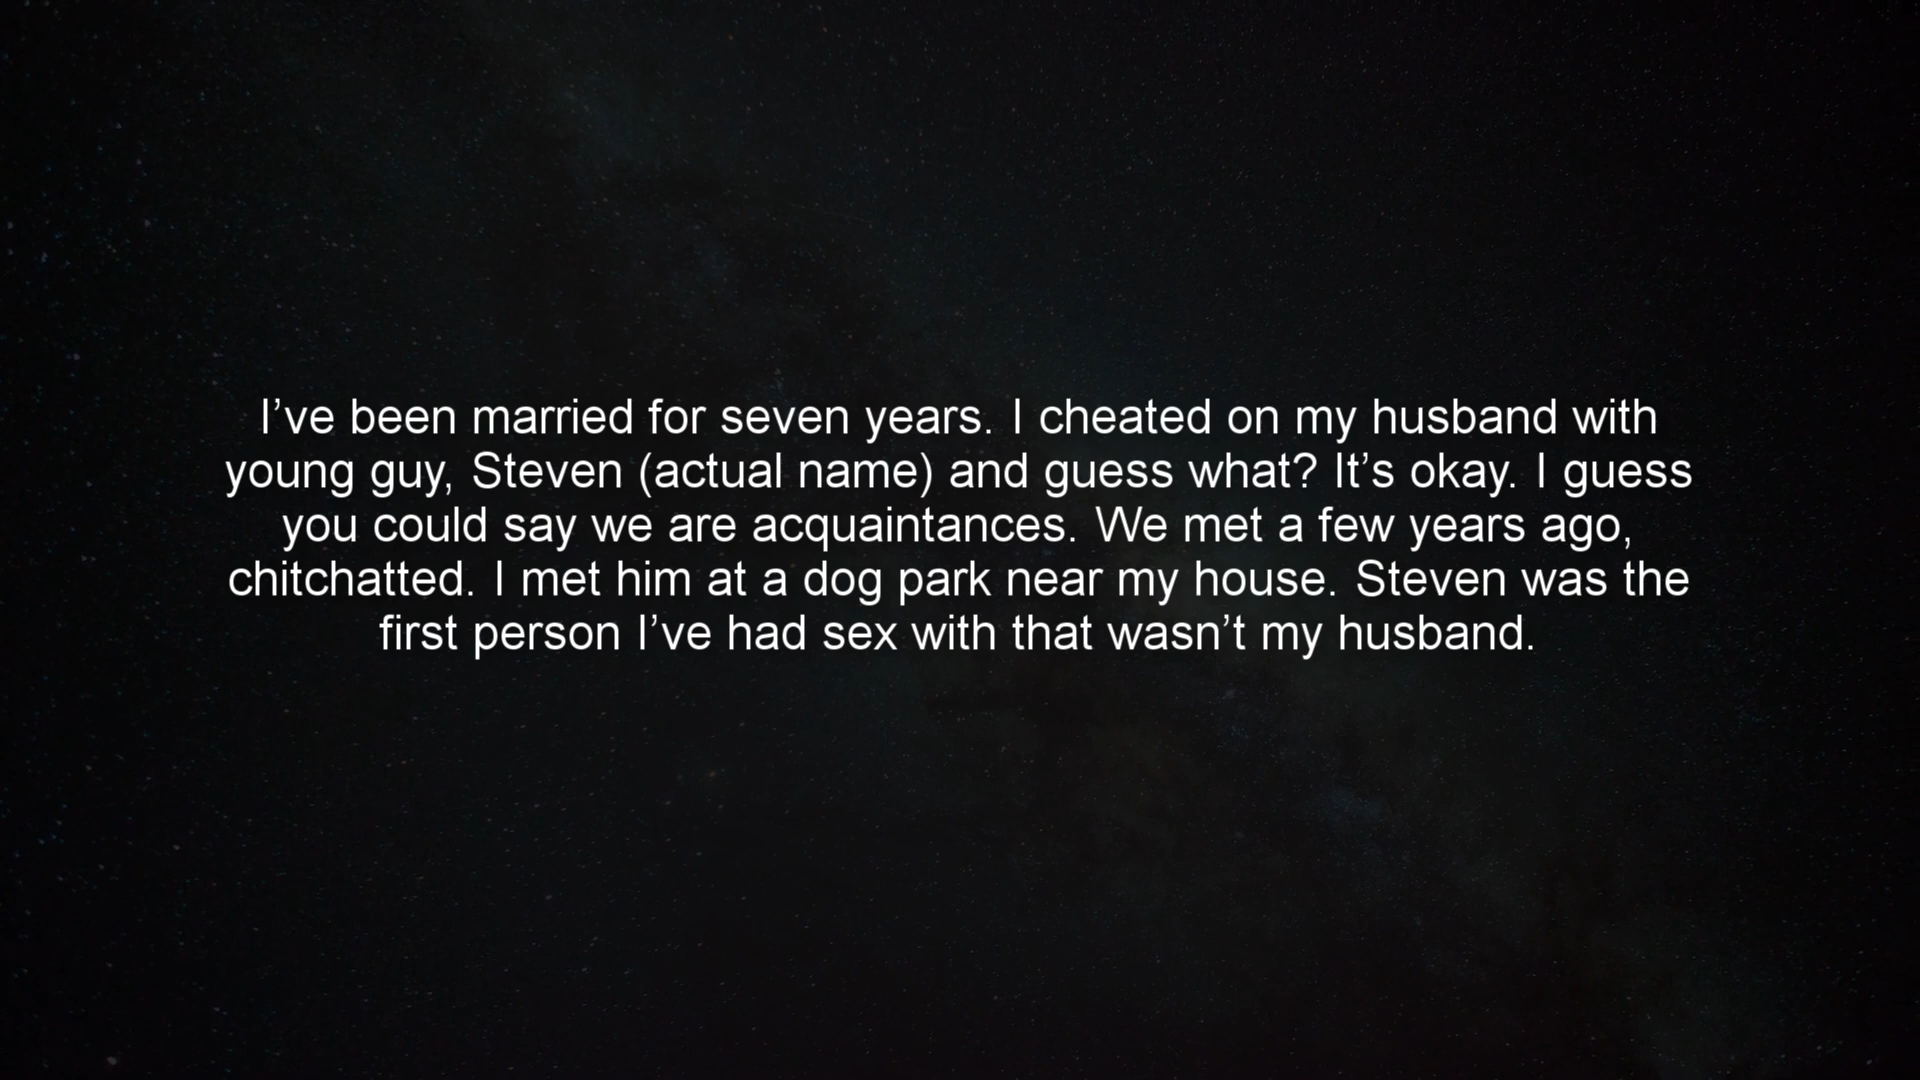 I’ve been married for seven years. I cheated on my husband with
young guy, Steven (actual name) and guess what? It’s okay. I guess
you could say we are acquaintances. We met a few years ago,
chitchatted. I met him at a dog park near my house. Steven was the
first person I’ve had sex with that wasn’t my husband.